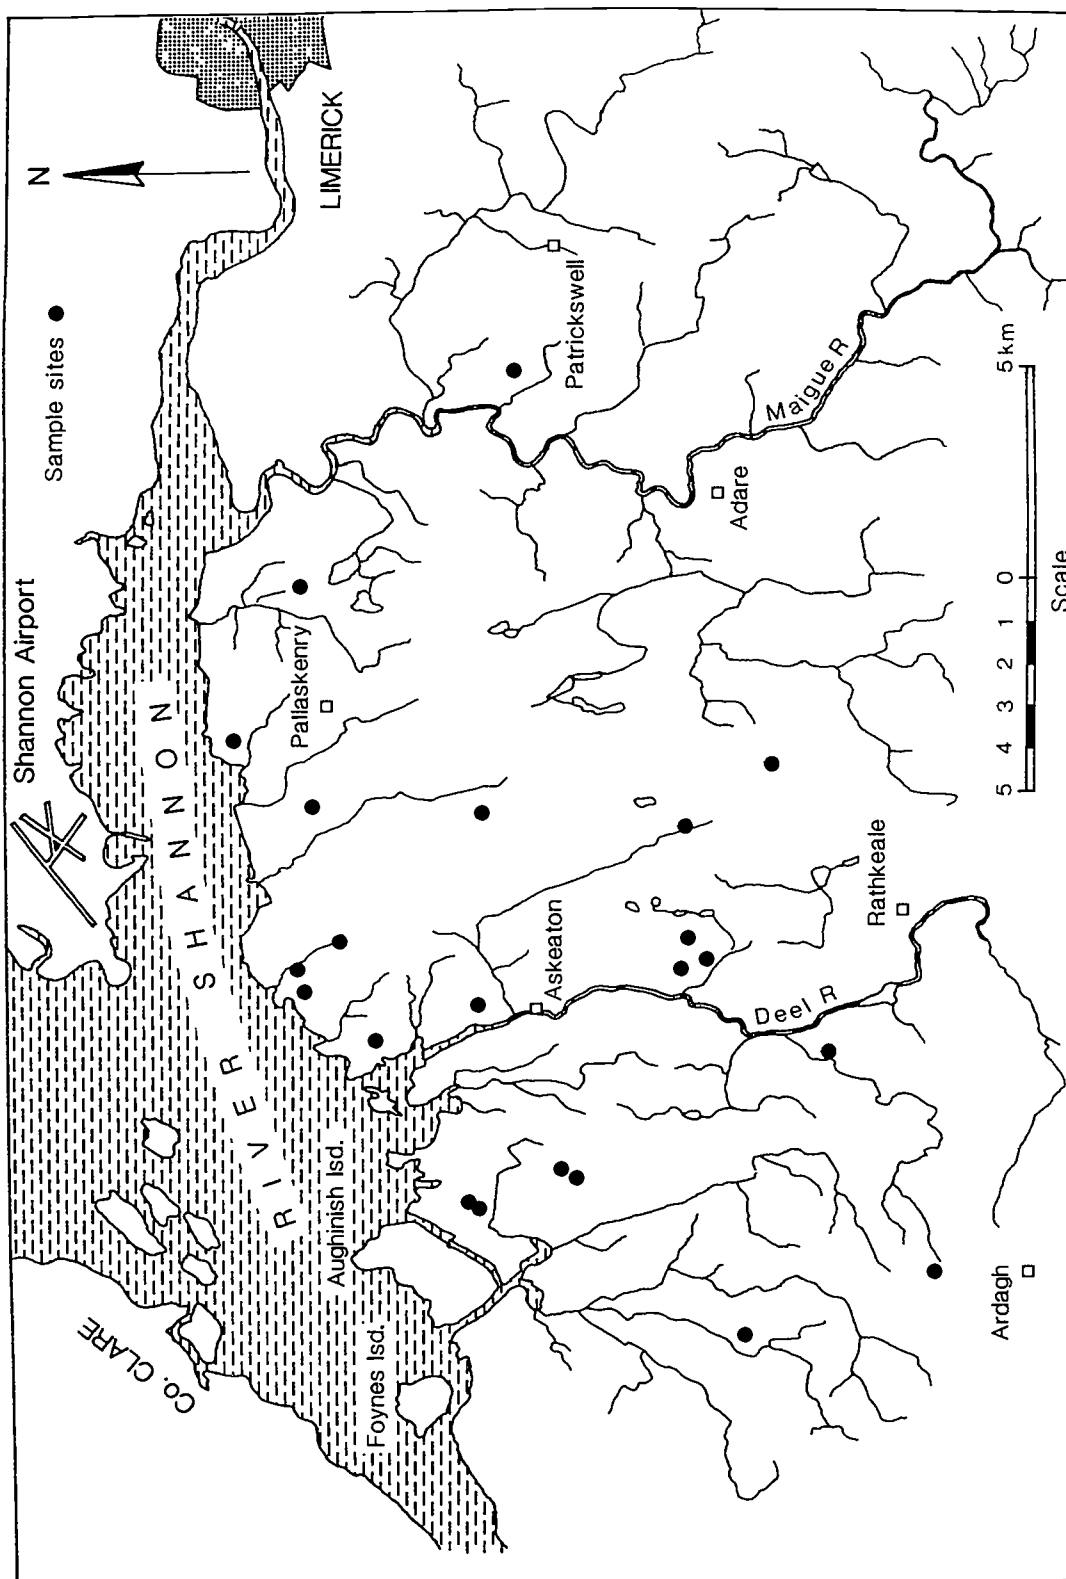 N
LIMERICK
Sample sites
Shannon Airport
RIVER SHANNON
Co. CLARE
Patrickswell
Pallaskenry
Maigue R
Adare
Askeaton
Aughinish Isd.
Foynes Isd.
Rathkeale
Deel R
Ardagh
5 4 3 2 1 0 5 km
Scale